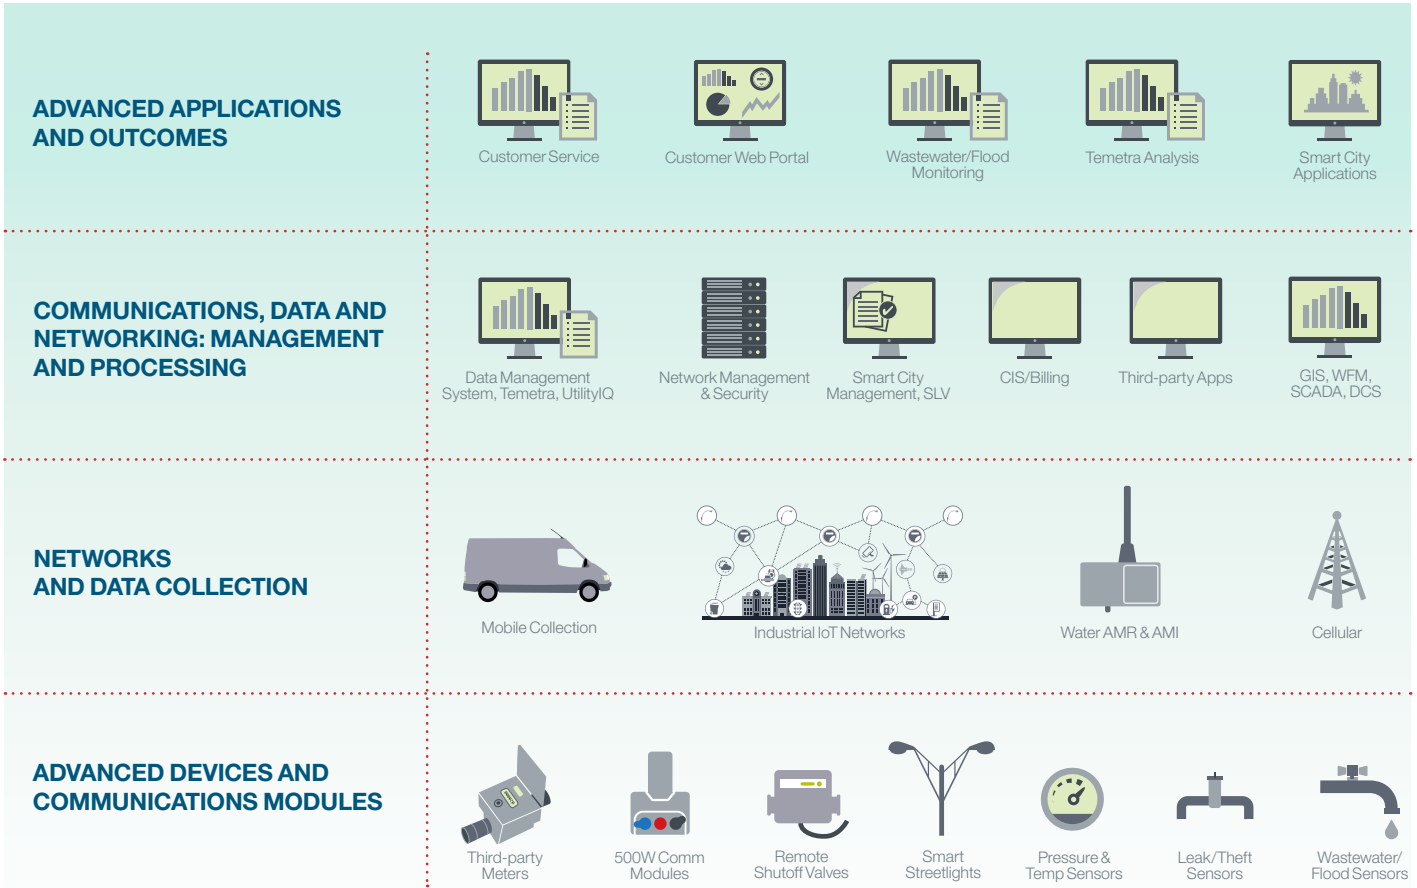 ADVANCED APPLICATIONS
AND OUTCOMES
Customer Service
Customer Web Portal
Wastewater/Flood
Monitoring
Temetra Analysis
Smart City
Applications
COMMUNICATIONS, DATA AND
NETWORKING: MANAGEMENT
AND PROCESSING
Data Management
System, Temetra, UtilityIQ
Network Management
& Security
Smart City
Management, SLV
CIS/Billing
Third-party Apps
GiS, WFM,
SCADA, DCS
NETWORKS
AND DATA COLLECTION
Mobile Collection
Industrial IoT Networks
Water AMR & AMI
Cellular
ADVANCED DEVICES AND
COMMUNICATIONS MODULES
Third-party
Meters
500W Comm
Modules
Remote
Shutoff Valves
Smart
Streetlights
Pressure &
Temp Sensors
Leak/Theft
Sensors
Wastewater/
Flood Sensors